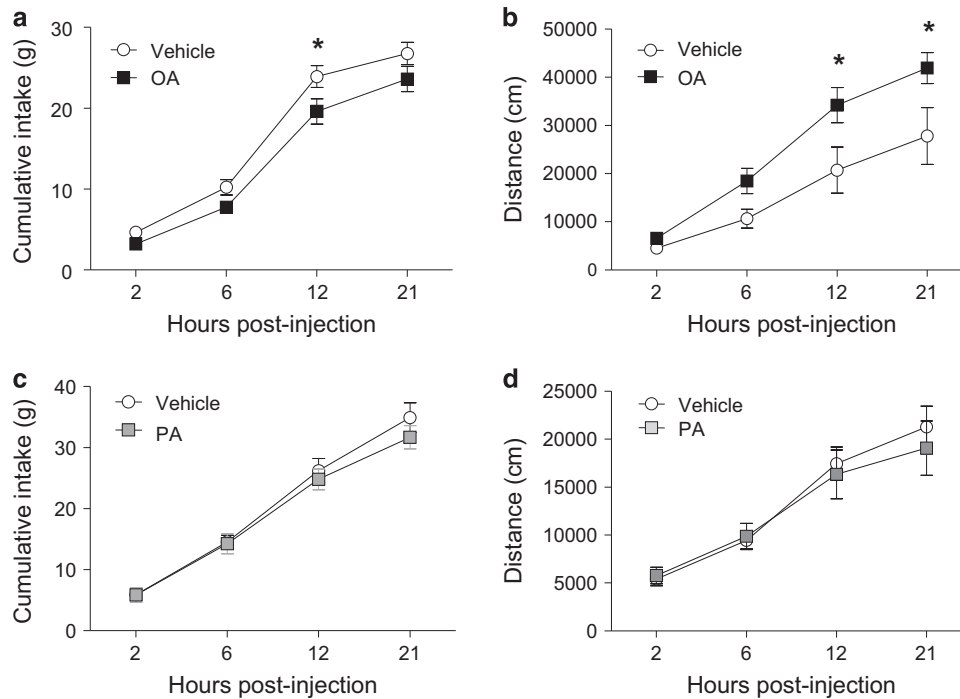 a
Cumulative intake (g)
30
20
10
0
Vehicle
OA
*
2 6 12 21
Hours post-injection
b
Distance (cm)
50000
40000
30000
20000
10000
0
Vehicle
OA
*
*
2 6 12 21
Hours post-injection
c
Cumulative intake (g)
40
30
20
10
0
Vehicle
PA
2 6 12 21
Hours post-injection
d
Distance (cm)
25000
20000
15000
10000
5000
0
Vehicle
PA
2 6 12 21
Hours post-injection